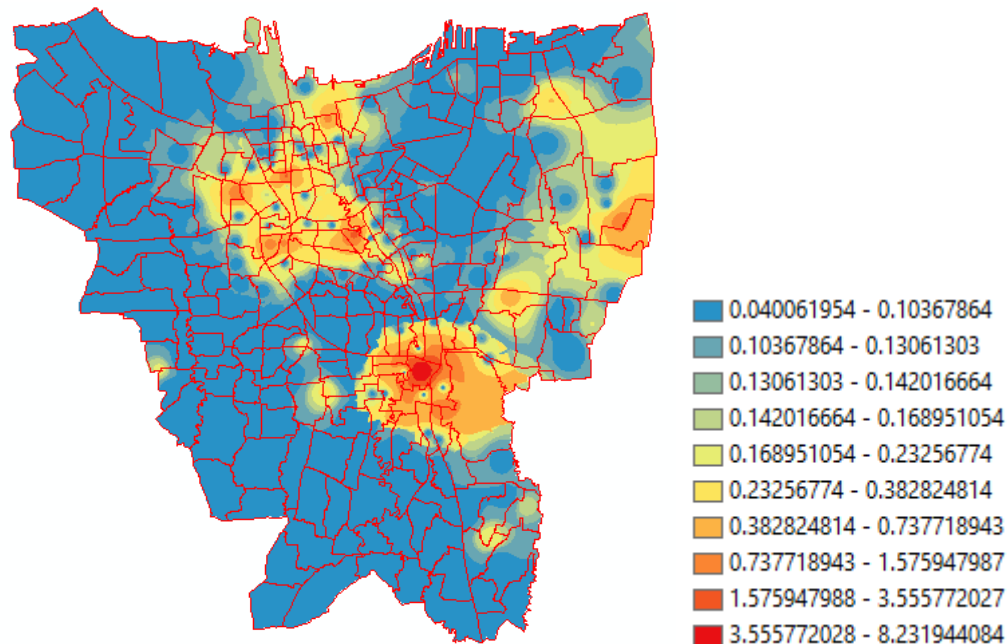 0.040061954 - 0.10367864
0.10367864 - 0.13061303
0.13061303 - 0.142016664
0.142016664 - 0.168951054
0.168951054 - 0.23256774
0.23256774 - 0.382824814
0.382824814 - 0.737718943
0.737718943 - 1.575947987
1.575947988 - 3.555772027
3.555772028 - 8.231944084